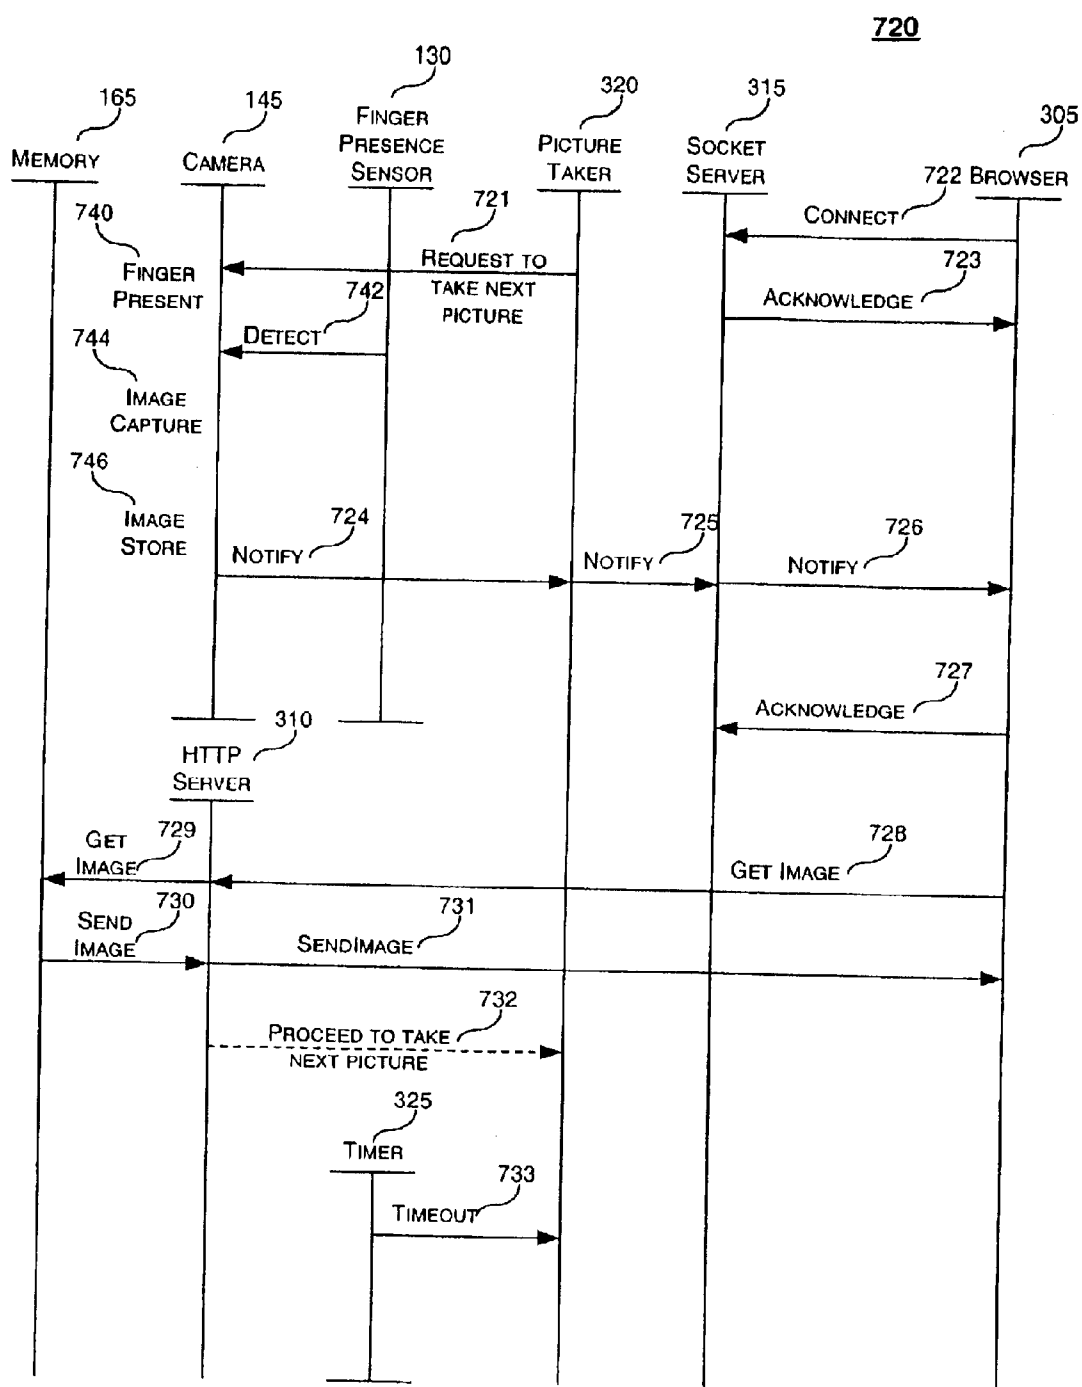 720
130
165
145
320
315
305
FINGER
PRESENCE
SENSOR
MEMORY
CAMERA
PICTURE
TAKER
SOCKET
SERVER
722
BROWSER
740
721
CONNECT
FINGER
PRESENT
REQUEST TO
TAKE NEXT
PICTURE
723
742
ACKNOWLEDGE
744
DETECT
IMAGE
CAPTURE
746
IMAGE
STORE
724
NOTIFY
725
NOTIFY
726
NOTIFY
727
ACKNOWLEDGE
310
HTTP
SERVER
729
GET
IMAGE
728
GET IMAGE
730
SEND
IMAGE
731
SENDIMAGE
732
PROCEED TO TAKE
NEXT PICTURE
325
TIMER
733
TIMEOUT